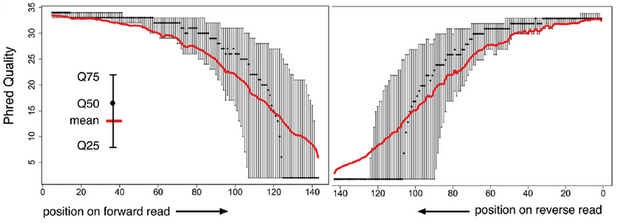 Phred Quality
35
30
25
20
15
10
5
Q75
Q50
mean
Q25
0 20 40 60 80 100 120 140
140 120 100 80 60 40 20 0
position on forward read
position on reverse read